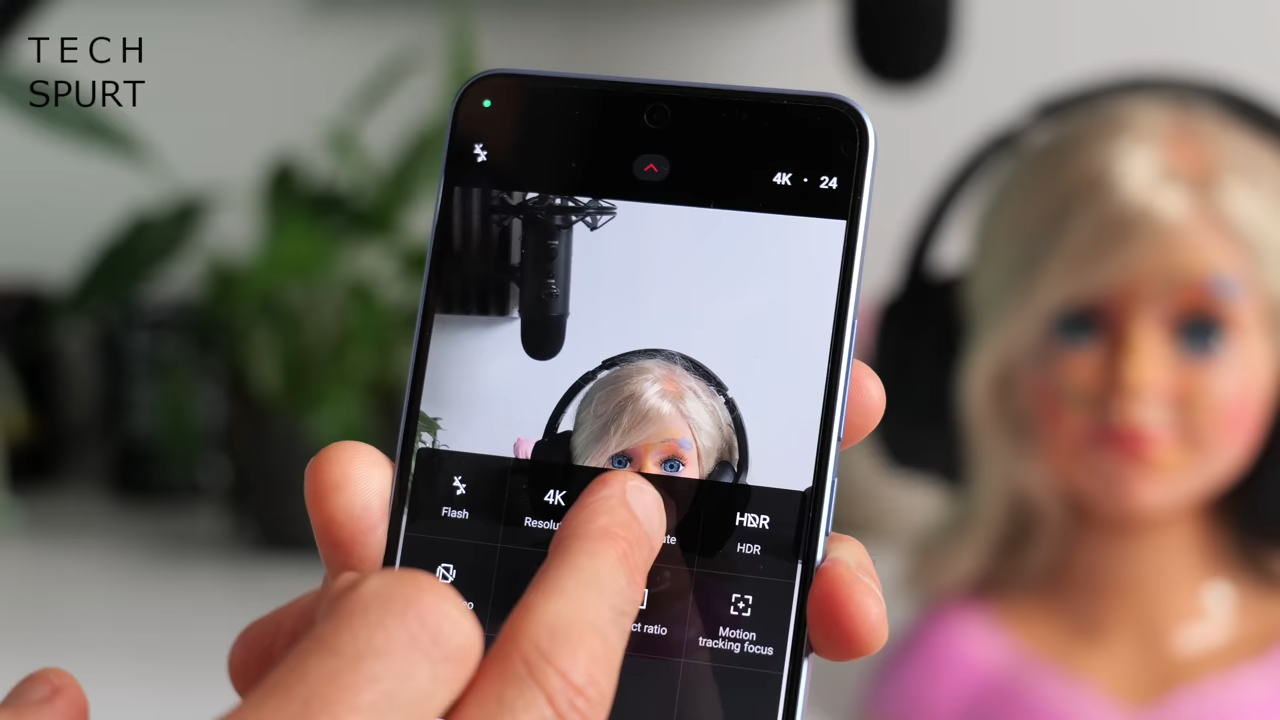 TECH
SPURT
4K · 24
4K
HDR
Flash
HDR
Motion
tracking focus